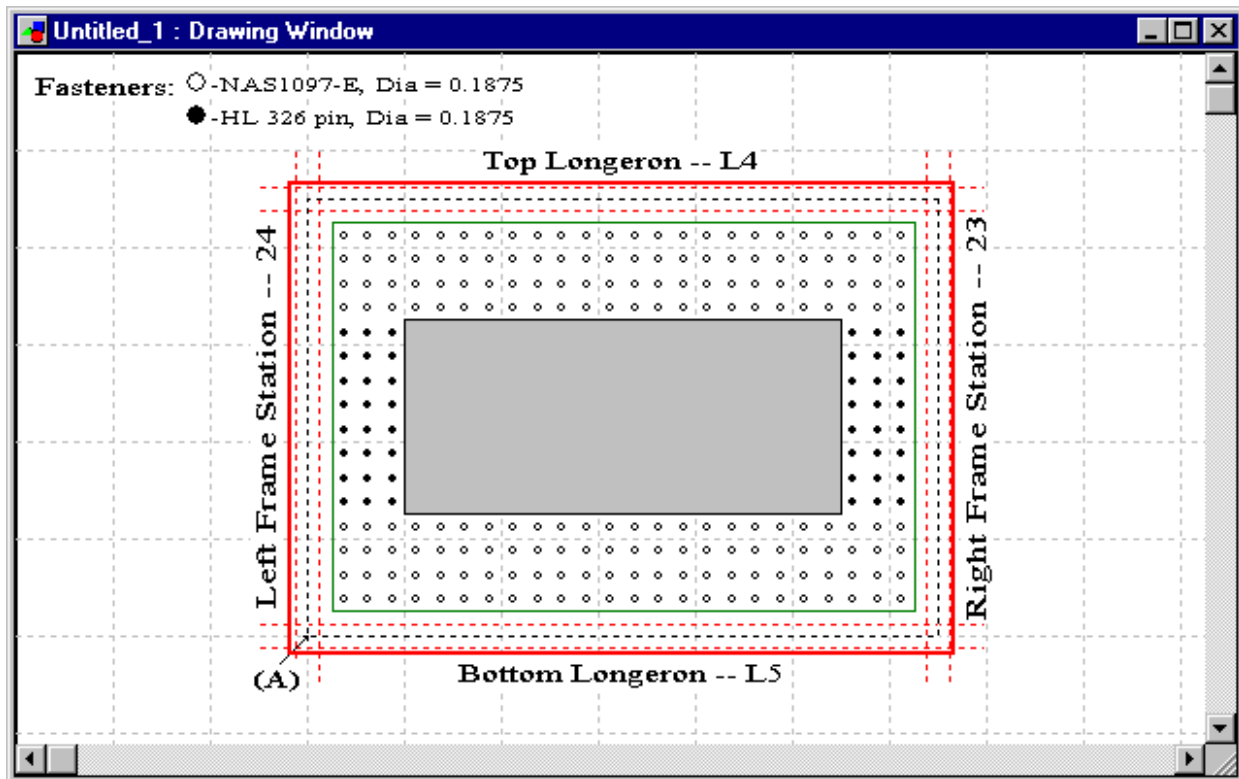 Untitled_1 : Drawing Window
Fasteners: O-NAS1097-E, Dia = 0.1875
●-HL 326 pin, Dia = 0.1875
Top Longeron -- L4
Left Frame Station -- 24
Right Frame Station -- 23
(A)
Bottom Longeron -- L5